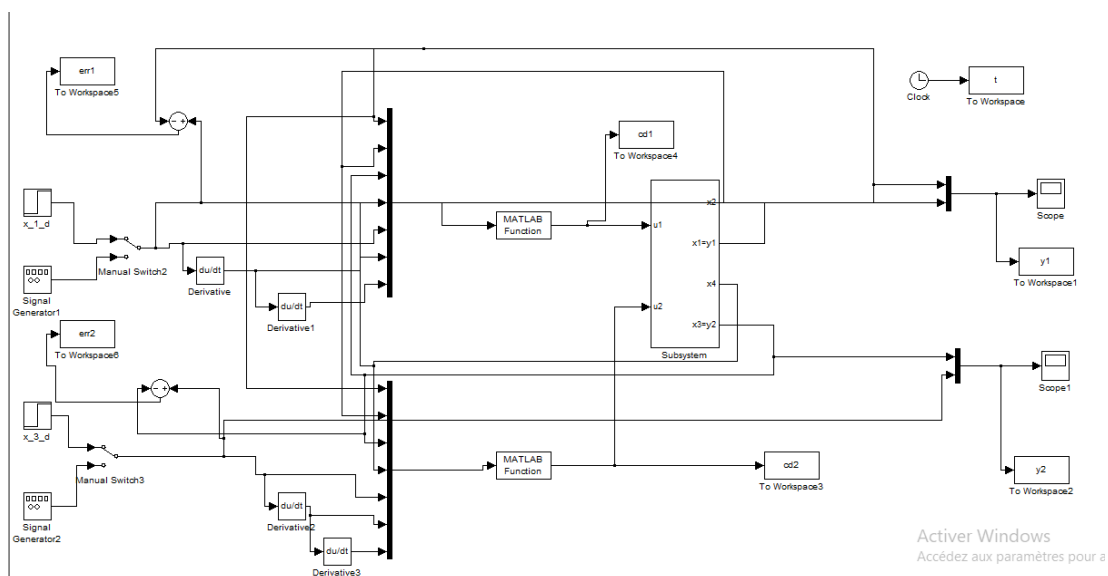 err1
To Workspace5
Clock
t
To Workspace
cd1
To Workspace4
x_1_d
Manual Switch2
Signal
Generator1
du/dt
Derivative
du/dt
Derivative1
MATLAB
Function
u1
u2
x2
x1=y1
x4
x3=y2
Subsystem
Scope
y1
To Workspace1
err2
To Workspace6
x_3_d
Manual Switch3
Signal
Generator2
du/dt
Derivative2
du/dt
Derivative3
MATLAB
Function
cd2
To Workspace3
Scope1
y2
To Workspace2
Activer Windows
Accédez aux paramètres pour a